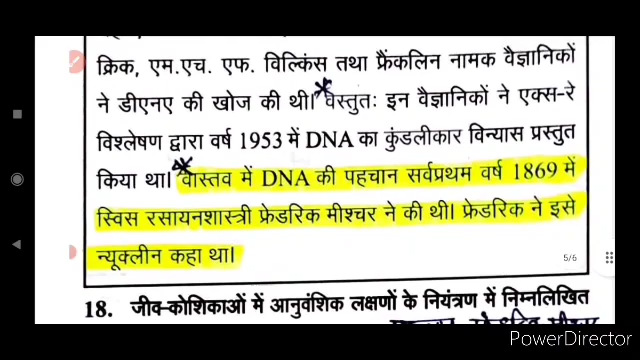 क्रिक, एम.एच. एफ. विल्किंस तथा फ्रैंकलिन नामक वैज्ञानिकों
ने डीएनए की खोज की थी। वस्तुतः इन वैज्ञानिकों ने एक्स-रे
विश्लेषण द्वारा वर्ष 1953 में DNA का कुंडलीकार विन्यास प्रस्तुत
किया था। वास्तव में DNA की पहचान सर्वप्रथम वर्ष 1869 में
स्विस रसायनशास्त्री फ्रेडरिक मीश्चर ने की थी। फ्रेडरिक ने इसे
न्यूक्लीन कहा था।
5/6
18. जीव-कोशिकाओं में आनुवंशिक लक्षणों के नियंत्रण में निम्नलिखित
PowerDirector